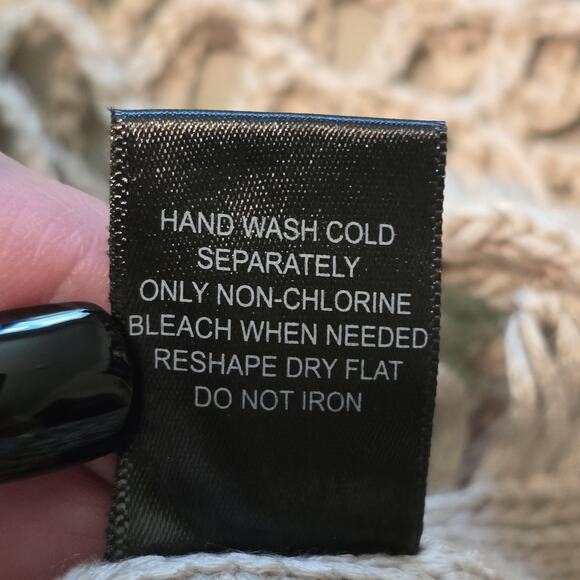 HAND WASH COLD
SEPARATELY
ONLY NON-CHLORINE
BLEACH WHEN NEEDED
RESHAPE DRY FLAT
DO NOT IRON